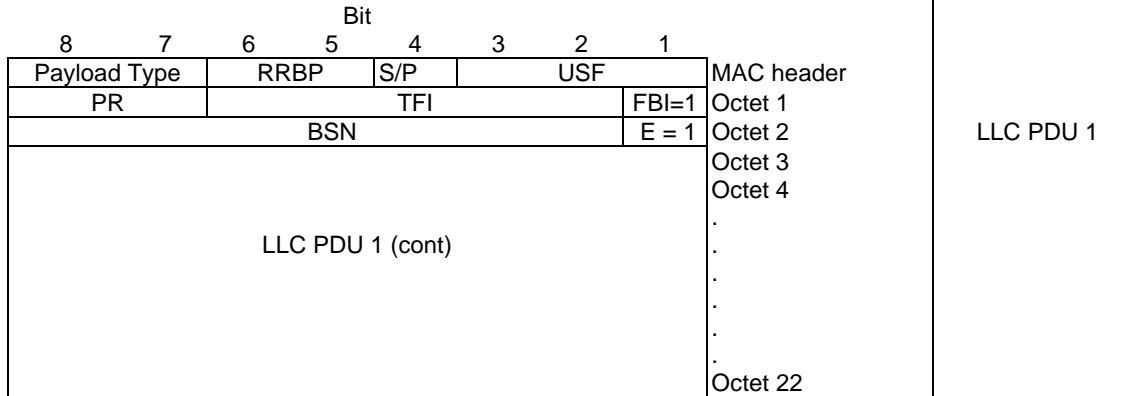 Bit
8 7 6 5 4 3 2 1
Payload Type RRBP S/P USF MAC header
PR TFI FBI=1 Octet 1
BSN E = 1 Octet 2 LLC PDU 1
Octet 3
Octet 4
.
LLC PDU 1 (cont) .
.
.
.
.
Octet 22